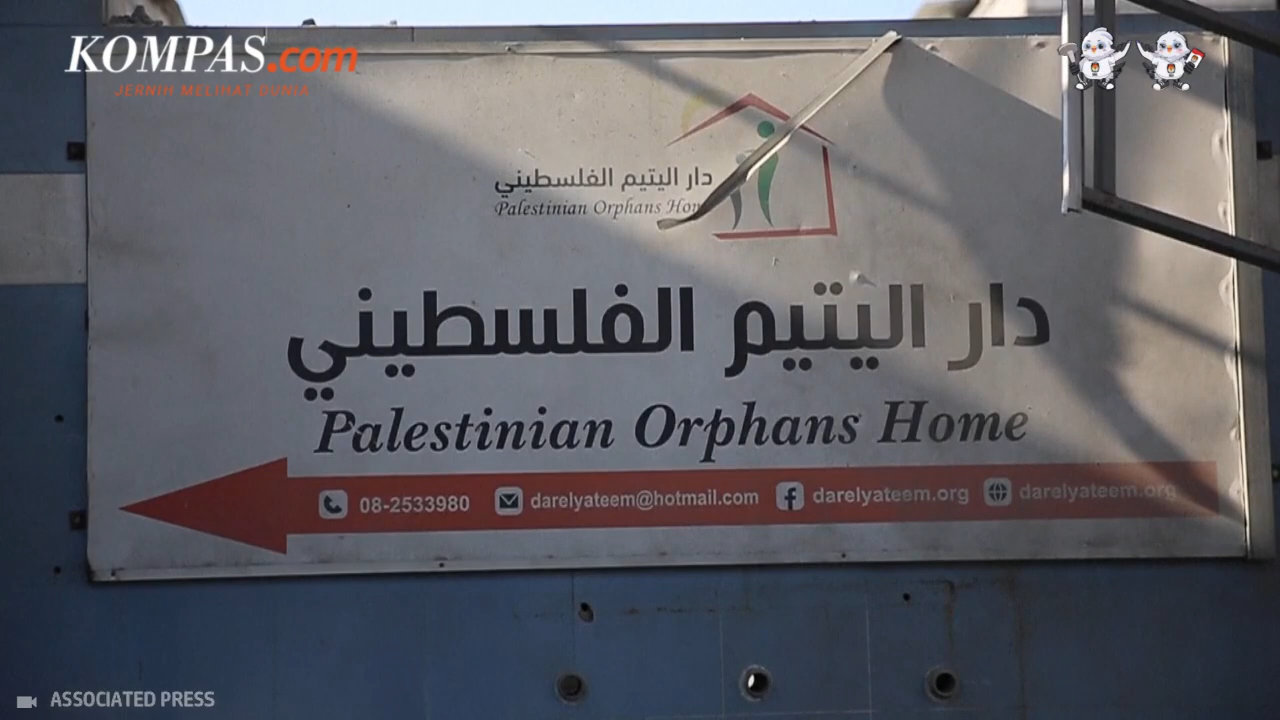 KOMPAS.com
JERNIH MELIHAT DUNIA
دار اليتيم الفلسطيني
Palestinian Orphans Hom
دار اليتيم الفلسطيني
Palestinian Orphans Home
08-2533980 darelyateem@hotmail.com darelyateem.org darelyateem.org
ASSOCIATED PRESS